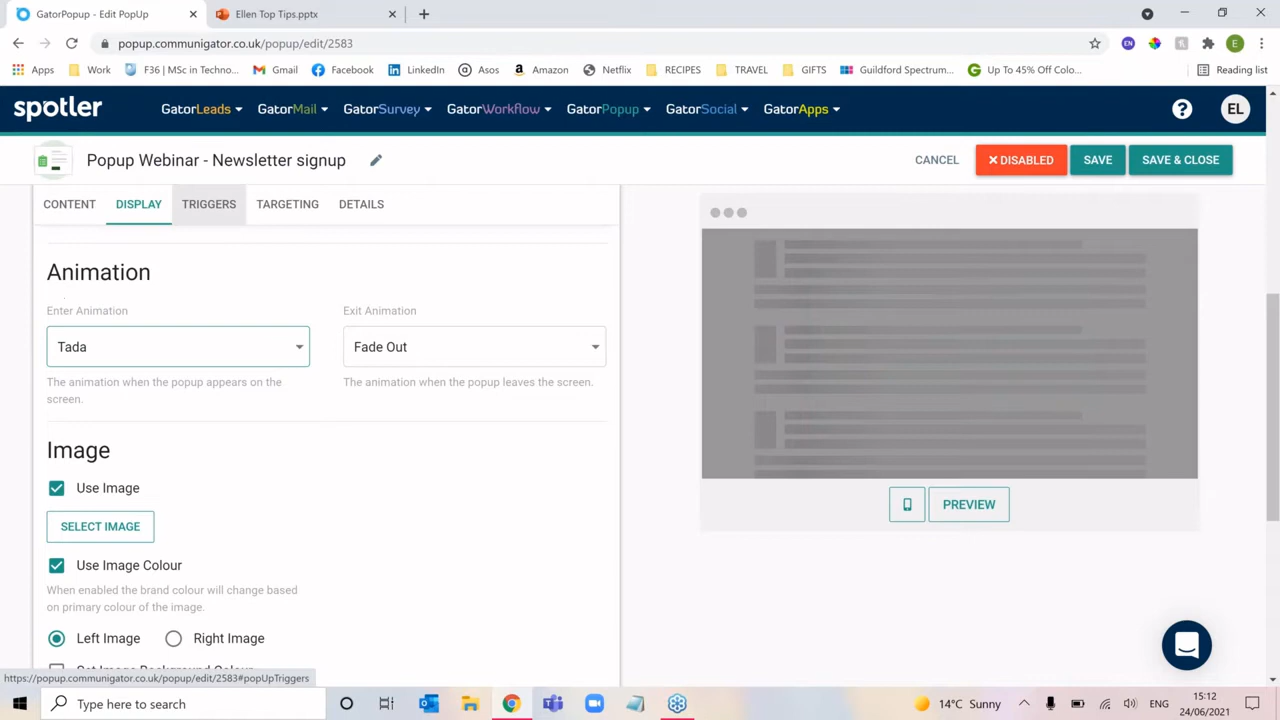 GatorPopup - Edit PopUp
Ellen Top Tips.pptx
popup.communigator.co.uk/popup/edit/2583
EN
E
Apps
Work
F36 | MSc in Techno...
Gmail
Facebook
LinkedIn
Asos
Amazon
Netflix
RECIPES
TRAVEL
GIFTS
Guildford Spectrum...
Up To 45% Off Colo...
Reading list
spotler
GatorLeads
GatorMail
GatorSurvey
GatorWorkflow
GatorPopup
GatorSocial
GatorApps
?
EL
Popup Webinar - Newsletter signup
CANCEL
DISABLED
SAVE
SAVE & CLOSE
CONTENT
DISPLAY
TRIGGERS
TARGETING
DETAILS
Animation
Enter Animation
Exit Animation
Tada
Fade Out
The animation when the popup appears on the
screen.
The animation when the popup leaves the screen.
Image
Use Image
SELECT IMAGE
PREVIEW
Use Image Colour
When enabled the brand colour will change based
on primary colour of the image.
Left Image
Right Image
Set Image Background Colour
https://popup.communigator.co.uk/popup/edit/2583#popUpTriggers
Type here to search
14°C Sunny
ENG
15:12
24/06/2021